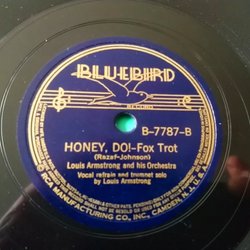 BLUEBIRD
RECORD
B-7787-B
HONEY, DO!-Fox Trot
(Razaf-Johnson)
Louis Armstrong and his Orchestra
Vocal refrain and trumpet solo
by Louis Armstrong
RCA MANUFACTURING CO., INC., CAMDEN, N. J., U. S.